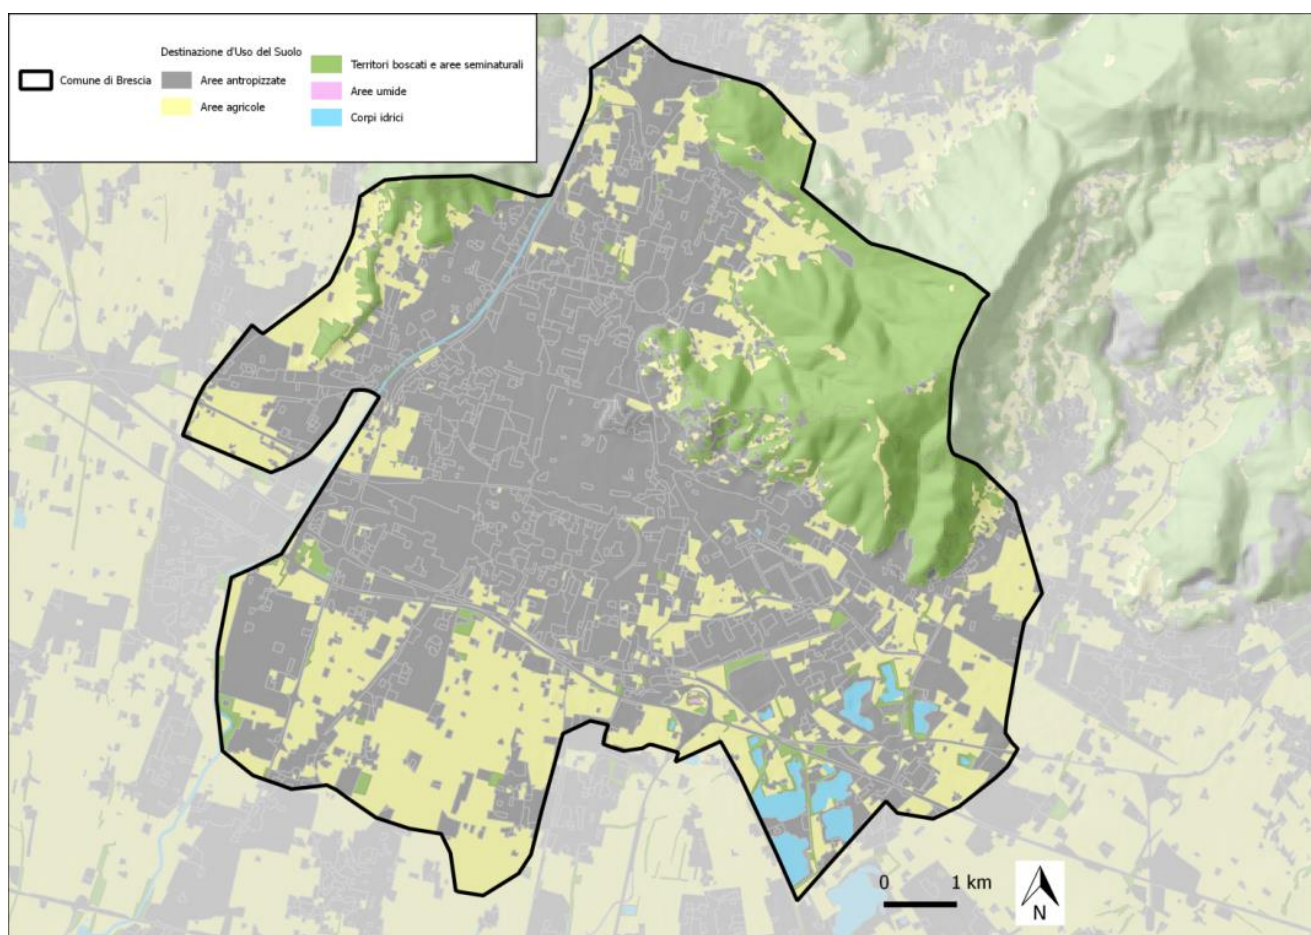 Destinazione d'Uso del Suolo
Comune di Brescia
Aree antropizzate
Aree agricole
Territori boscati e aree seminaturali
Aree umide
Corpi idrici
0 1 km
N